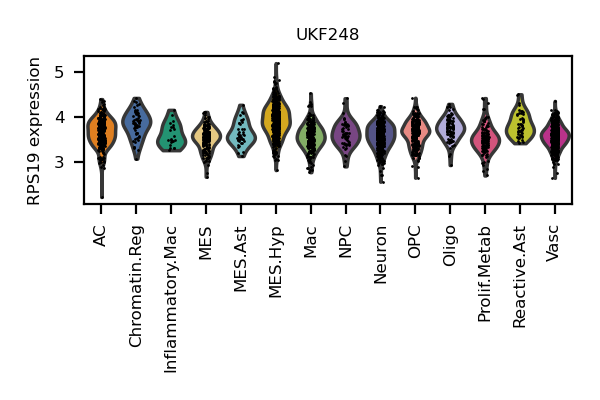 UKF248
RPS19 expression
5
4
3
AC
Chromatin.Reg
Inflammatory.Mac
MES
MES.Ast
MES.Hyp
Mac
NPC
Neuron
OPC
Oligo
Prolif.Metab
Reactive.Ast
Vasc